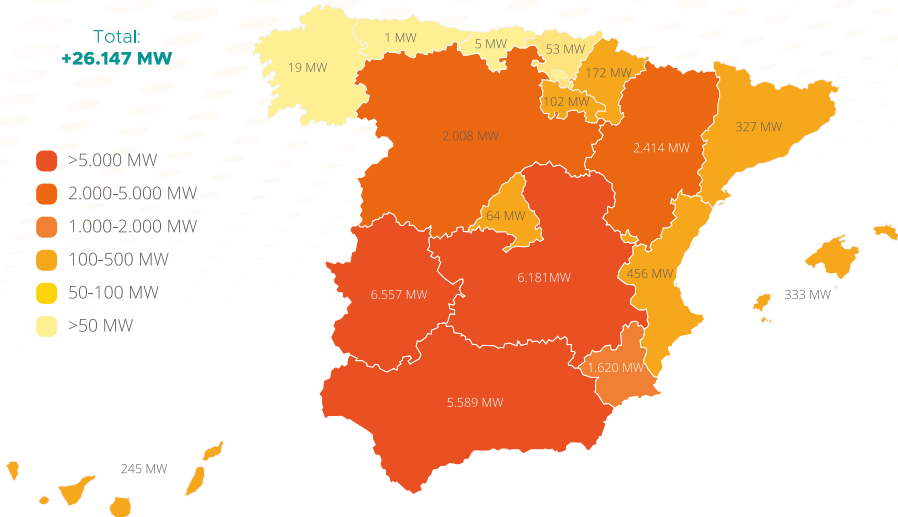 Total:
+26.147 MW
>5.000 MW
2.000-5.000 MW
1.000-2.000 MW
100-500 MW
50-100 MW
>50 MW
19 MW
1 MW
5 MW
53 MW
172 MW
102 MW
2.008 MW
2.414 MW
327 MW
64 MW
6.557 MW
6.181MW
456 MW
333 MW
1.620 MW
5.589 MW
245 MW